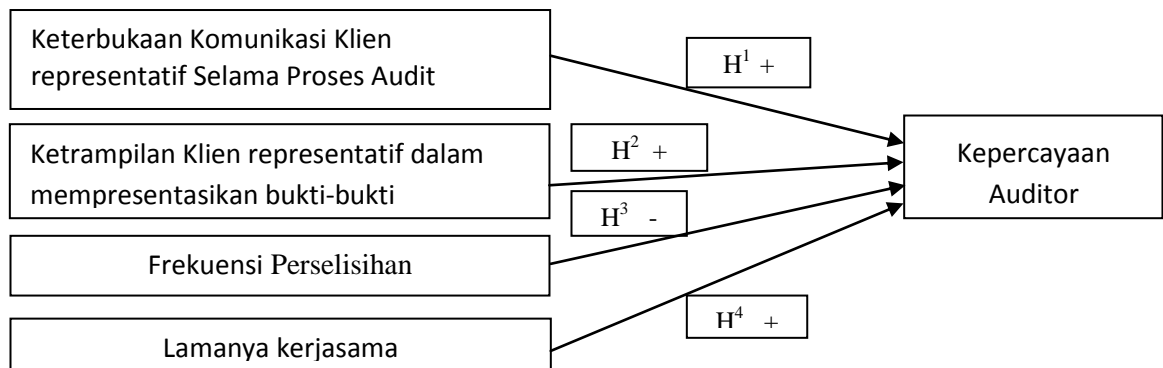 Keterbukaan Komunikasi Klien
representatif Selama Proses Audit
H¹ +
Ketrampilan Klien representatif dalam
mempresentasikan bukti-bukti
H² +
Kepercayaan
Auditor
H³ -
Frekuensi Perselisihan
H⁴ +
Lamanya kerjasama